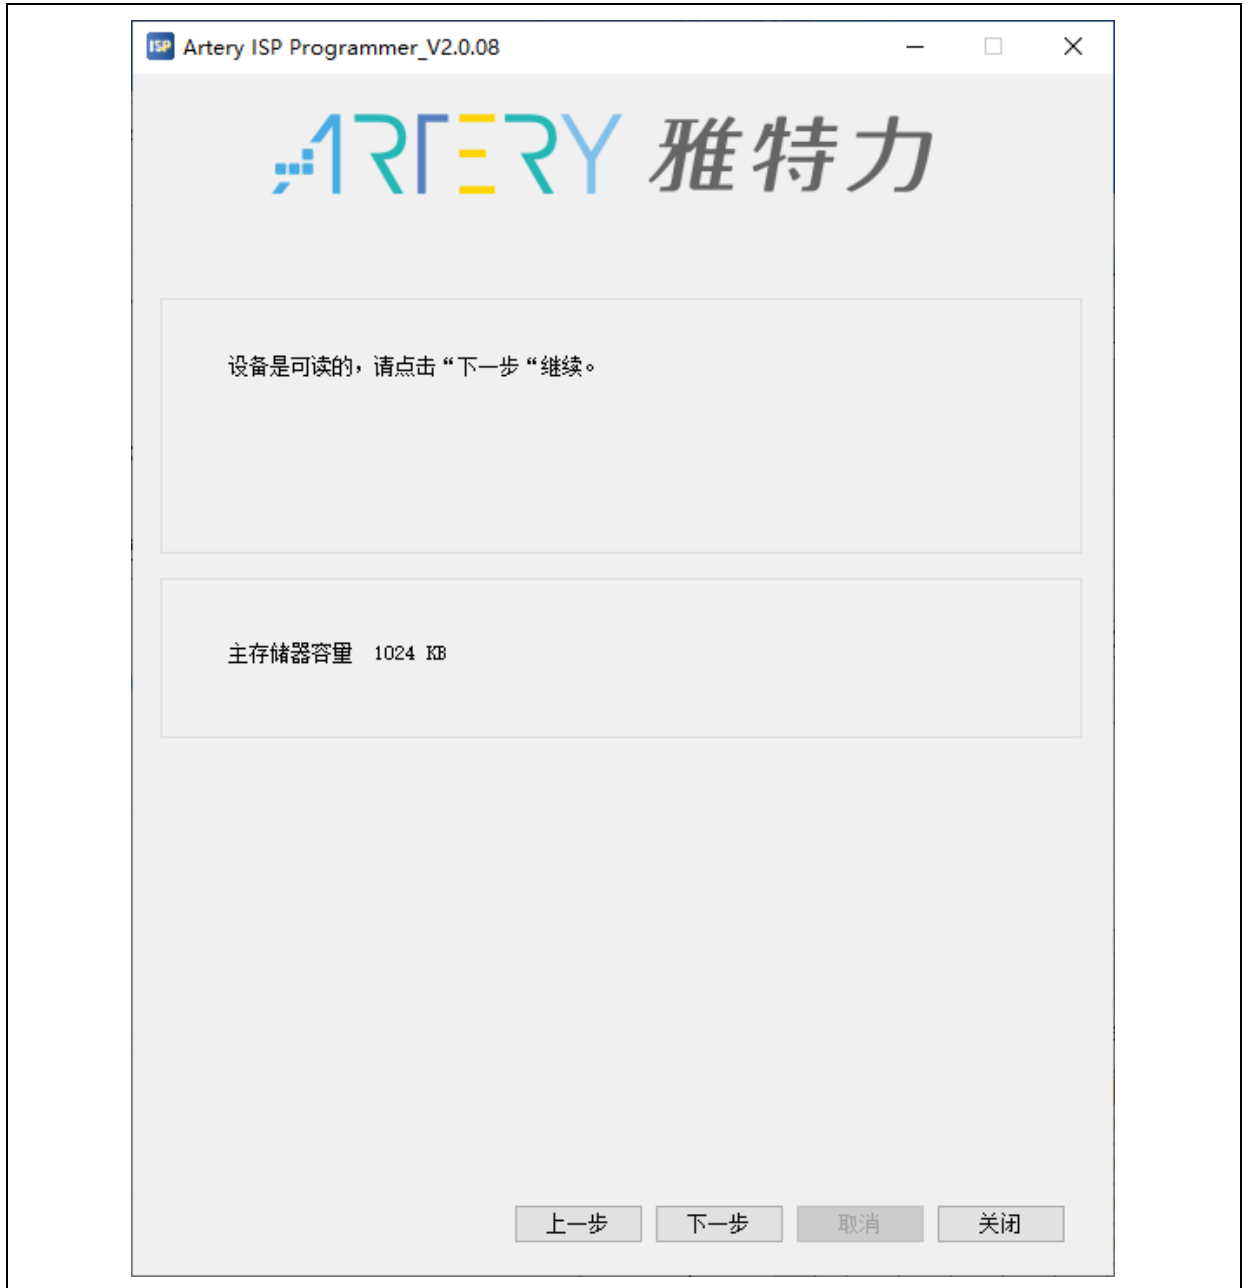 ISP Artery ISP Programmer_V2.0.08
ARTERY 雅特力
设备是可读的，请点击“下一步“继续。
主存储器容量 1024 KB
上一步 下一步 取消 关闭